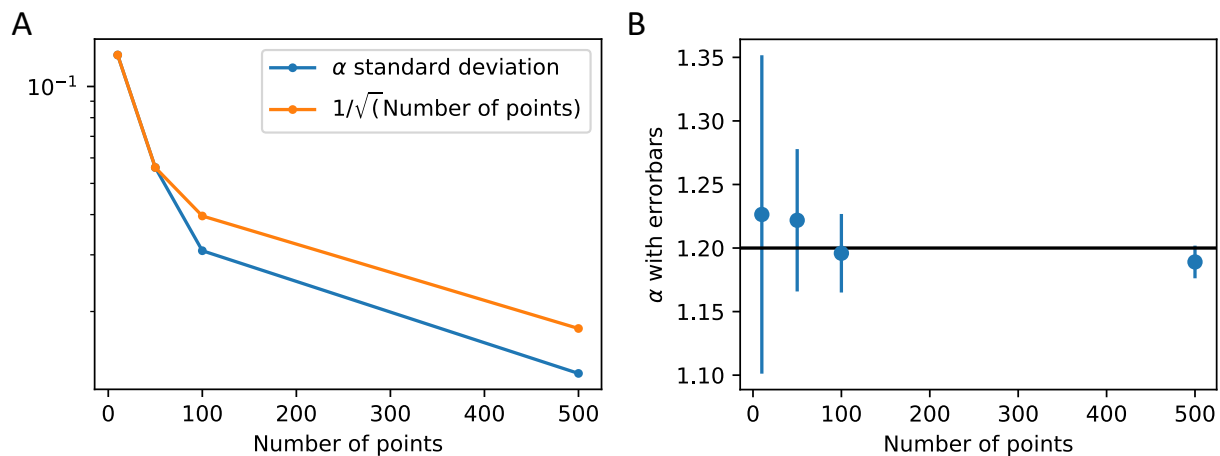 A
10⁻¹
α standard deviation
1/√(Number of points)
0 100 200 300 400 500
Number of points
B
α with errorbars
1.35
1.30
1.25
1.20
1.15
1.10
0 100 200 300 400 500
Number of points